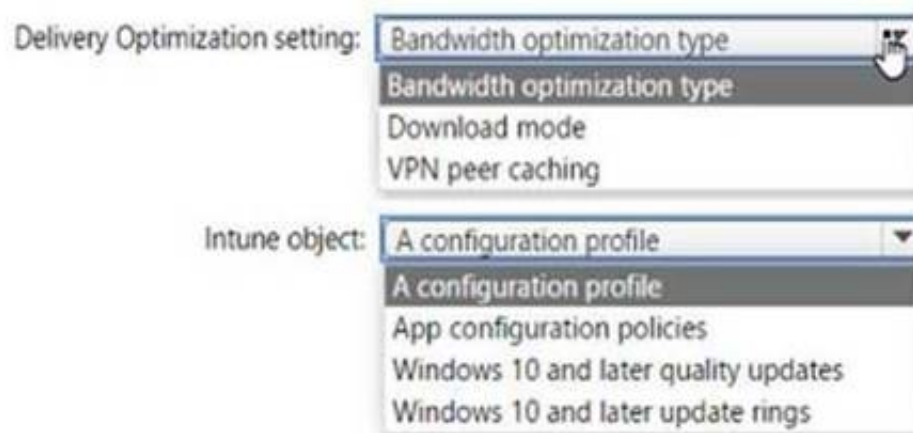 Delivery Optimization setting: Bandwidth optimization type
Bandwidth optimization type
Download mode
VPN peer caching
Intune object: A configuration profile
A configuration profile
App configuration policies
Windows 10 and later quality updates
Windows 10 and later update rings